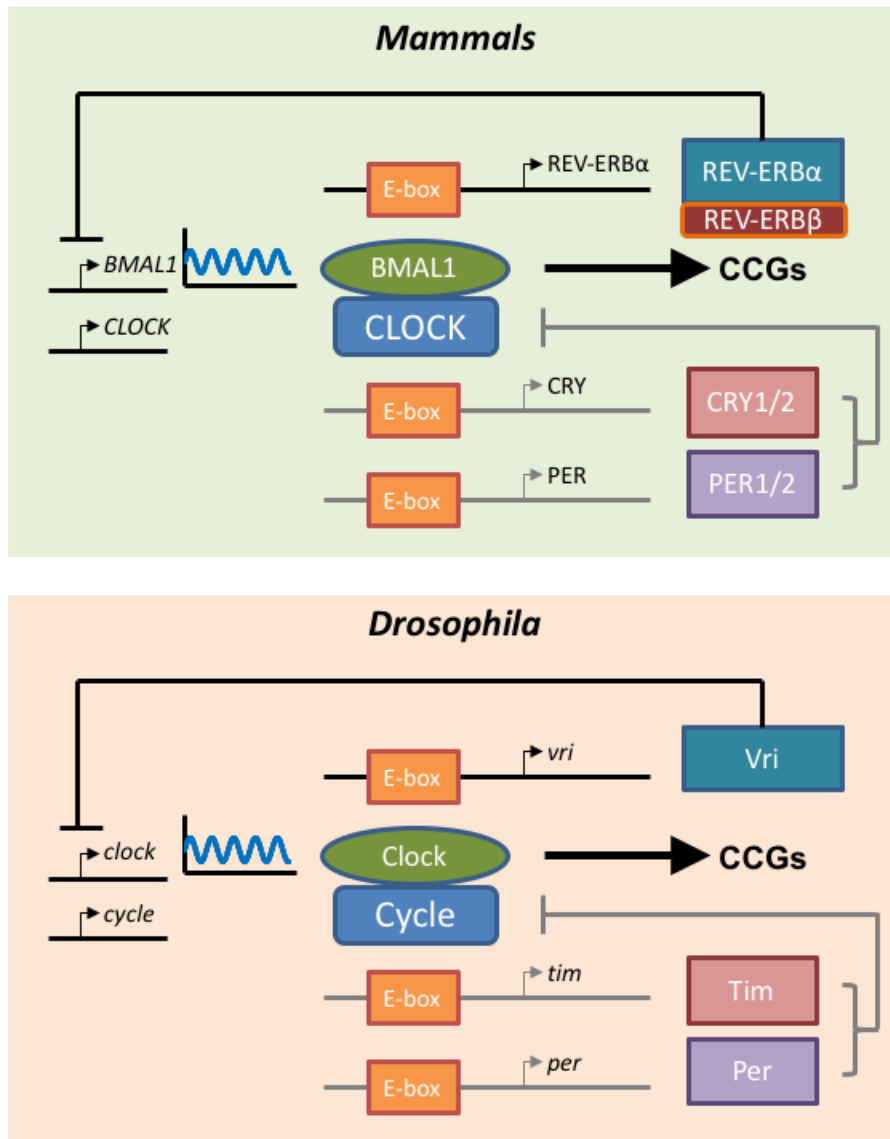 Mammals
E-box
REV-ERBα
REV-ERBα
REV-ERBβ
BMAL1
BMAL1
CCGs
CLOCK
CLOCK
E-box
CRY
CRY1/2
E-box
PER
PER1/2
Drosophila
E-box
vri
Vri
clock
Clock
CCGs
cycle
Cycle
E-box
tim
Tim
E-box
per
Per